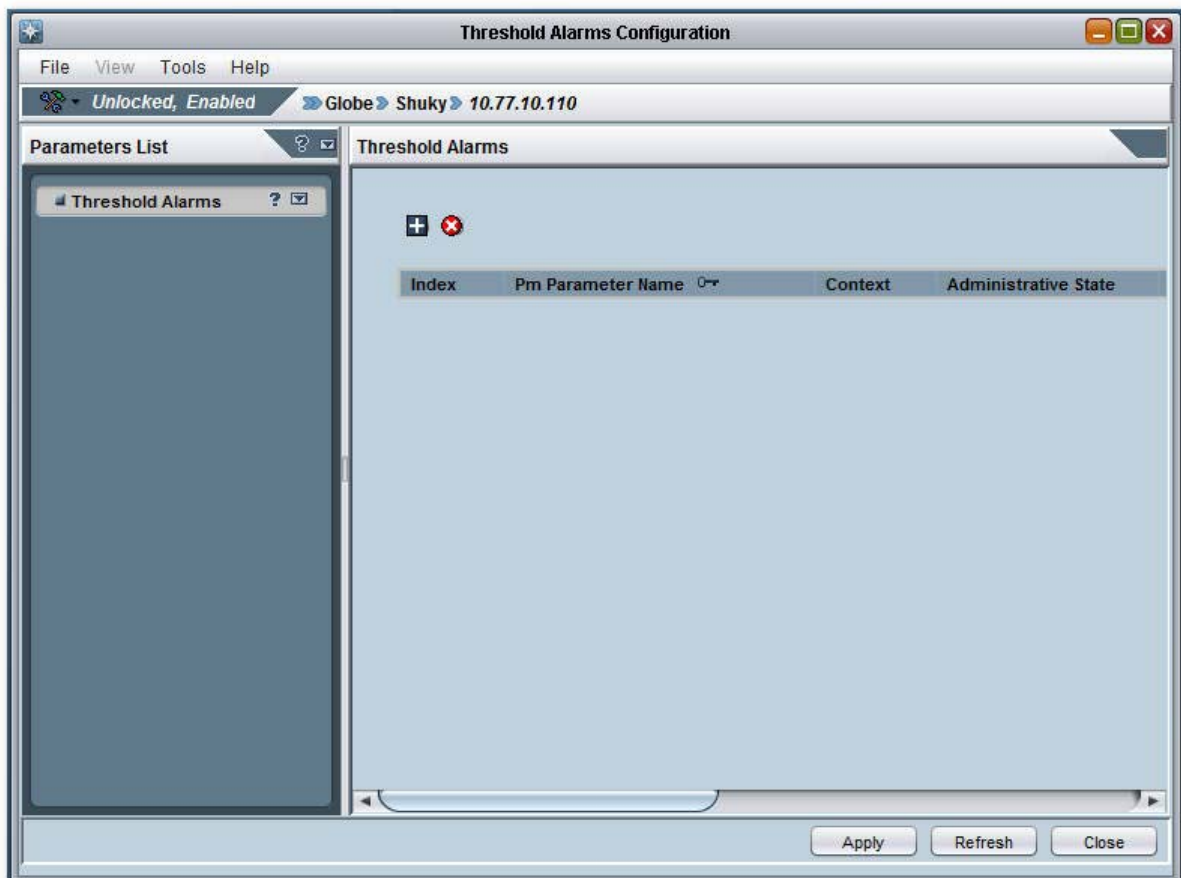 Threshold Alarms Configuration
File View Tools Help
Unlocked, Enabled Globe Shuky 10.77.10.110
Parameters List ?
Threshold Alarms
Threshold Alarms ?
Index Pm Parameter Name Context Administrative State
Apply Refresh Close